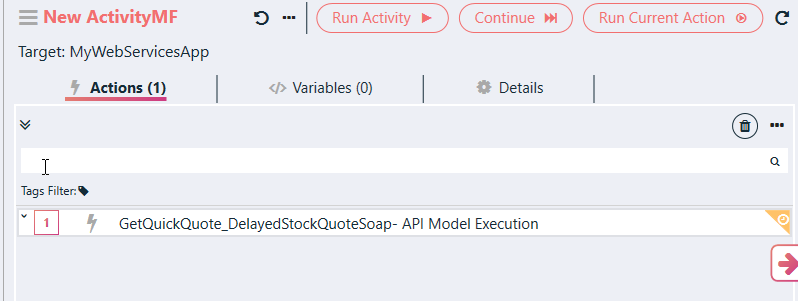 New ActivityMF ... Run Activity Continue Run Current Action
Target: MyWebServicesApp
Actions (1) </> Variables (0) Details
...
Tags Filter:
1 GetQuickQuote_DelayedStockQuoteSoap- API Model Execution